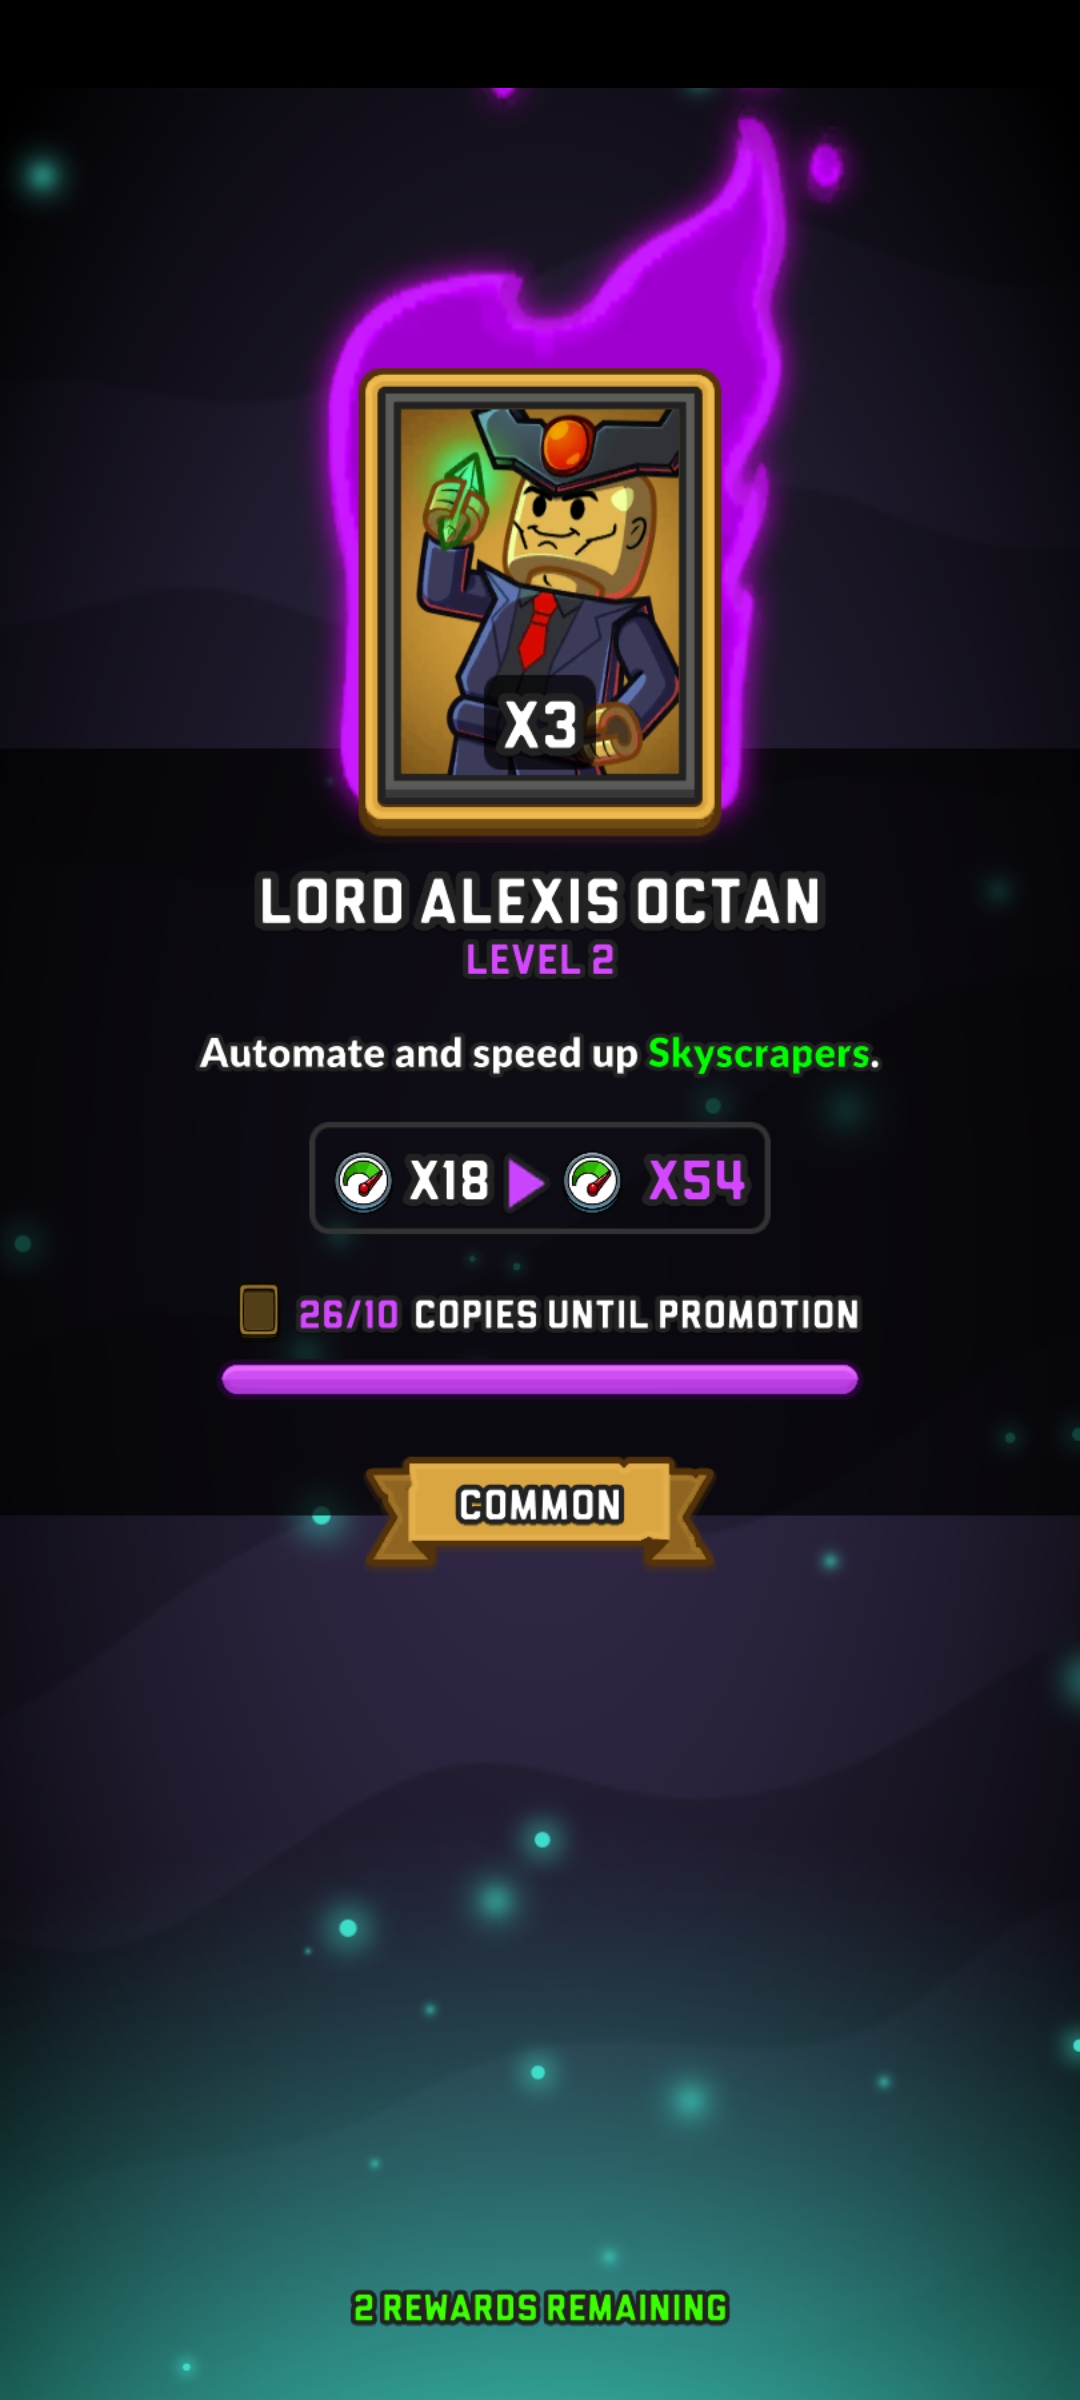 X3
LORD ALEXIS OCTAN
LEVEL 2
Automate and speed up Skyscrapers.
X18 X54
26/10 COPIES UNTIL PROMOTION
COMMON
2 REWARDS REMAINING